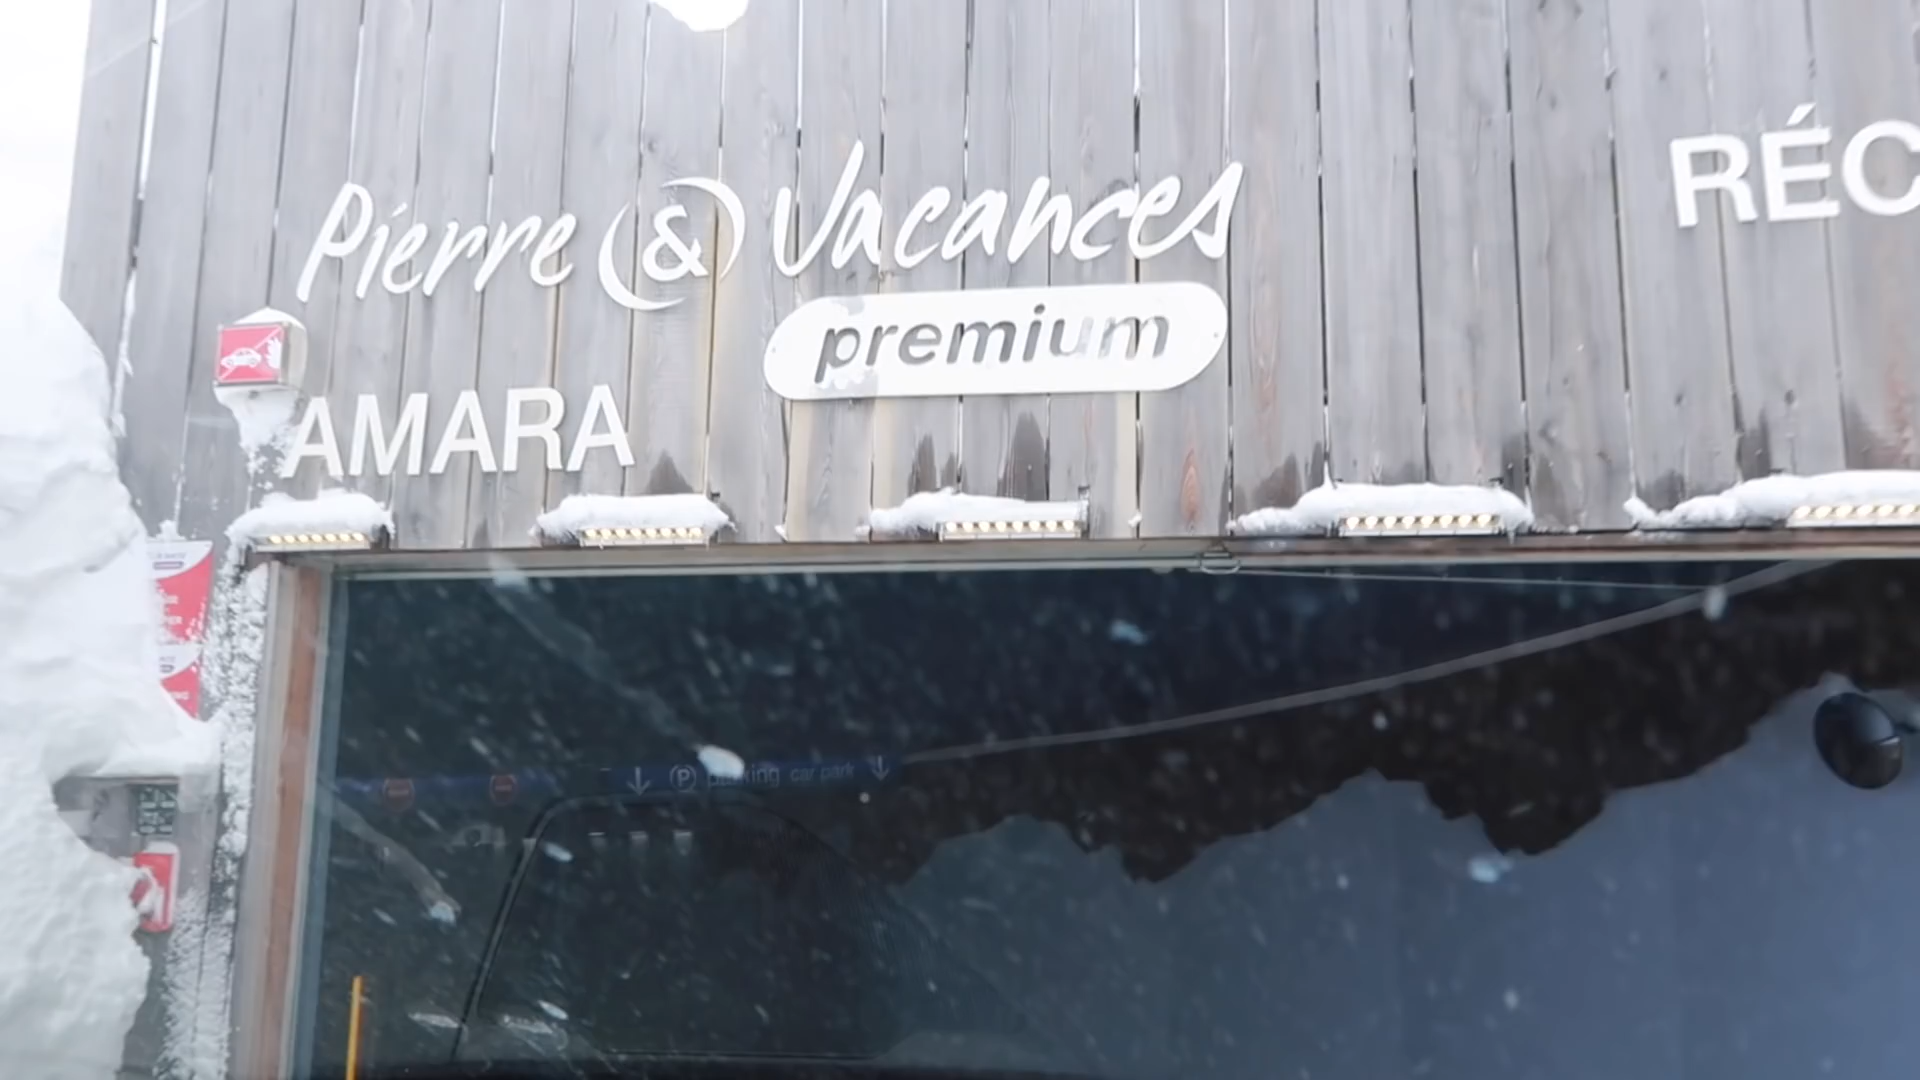 Pierre & Vacances
premium
RÉC
AMARA
P parking car park